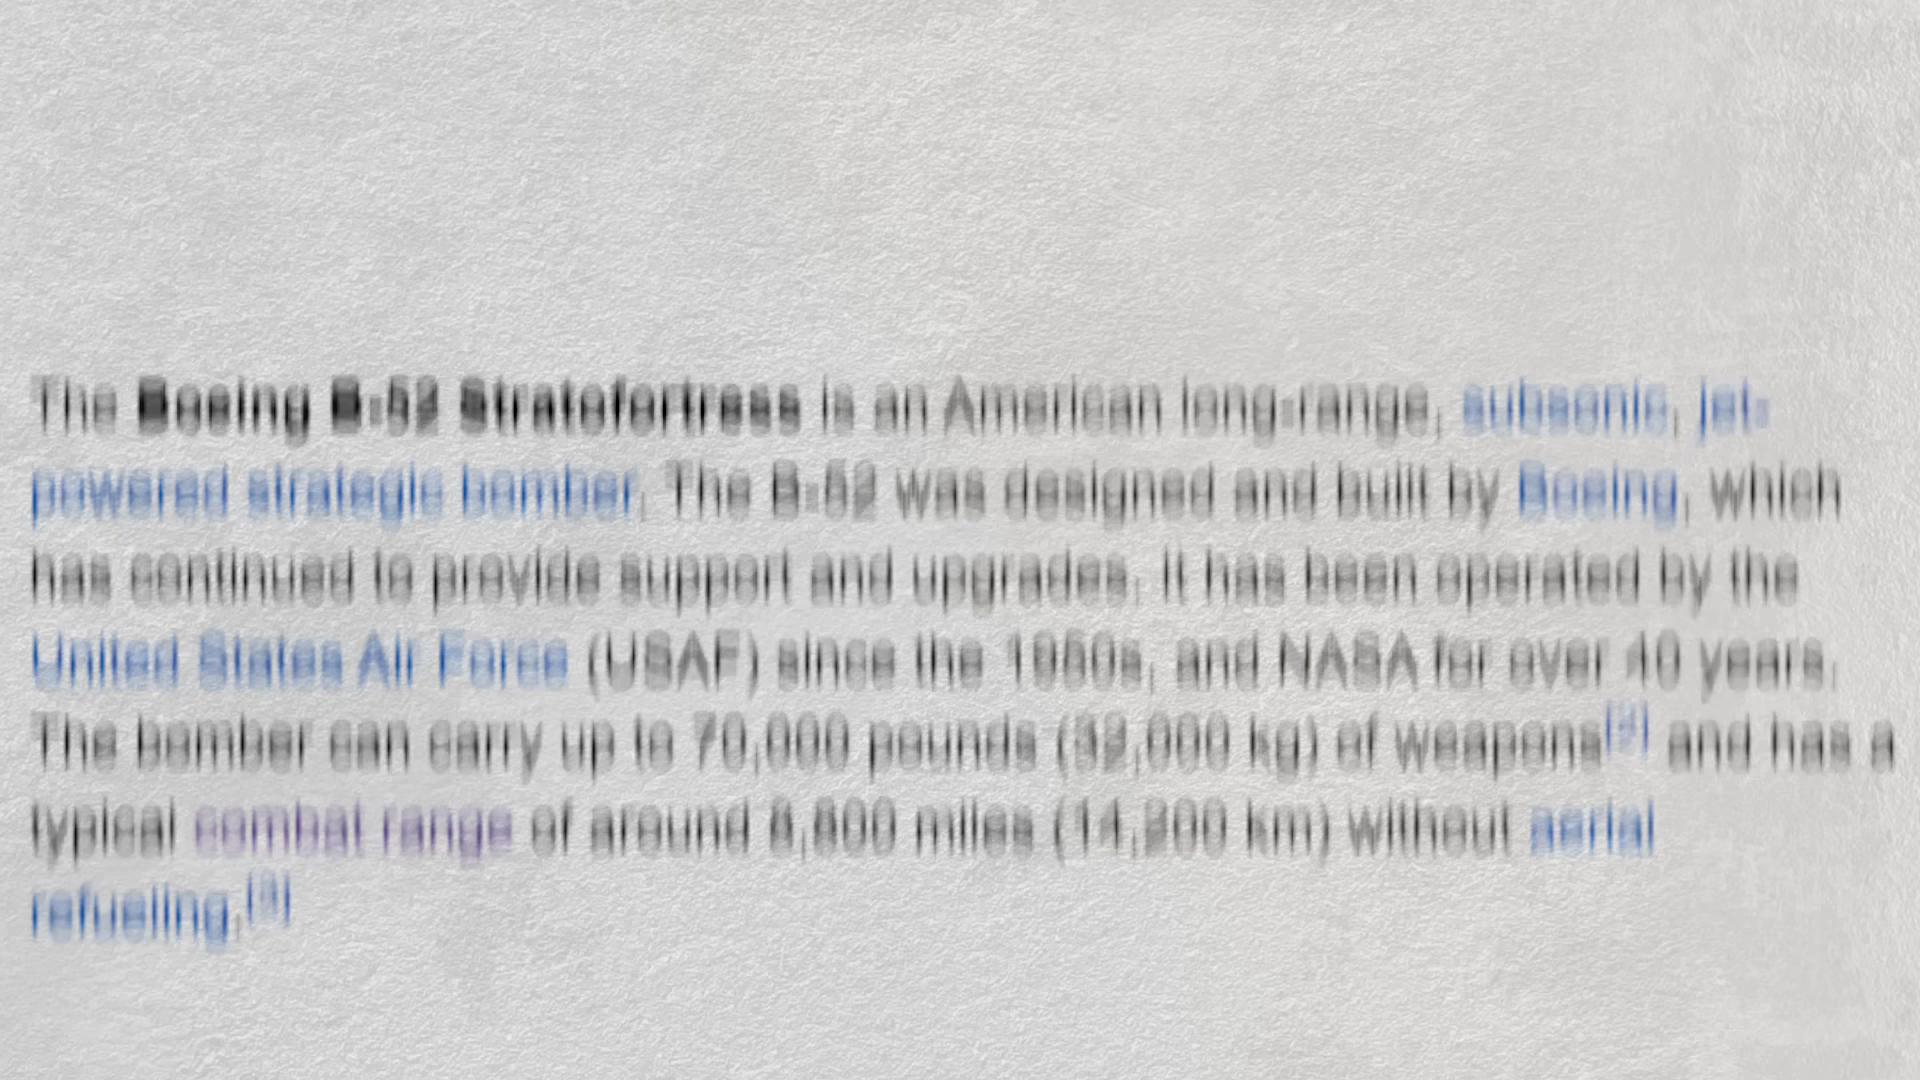 The Boeing B-52 Stratofortress is an American long-range, subsonic, jet-
powered strategic bomber. The B-52 was designed and built by Boeing, which
has continued to provide support and upgrades. It has been operated by the
United States Air Force (USAF) since the 1950s, and NASA for over 40 years.
The bomber can carry up to 70,000 pounds (32,000 kg) of weapons and has a
typical combat range of around 8,800 miles (14,200 km) without aerial
refueling.